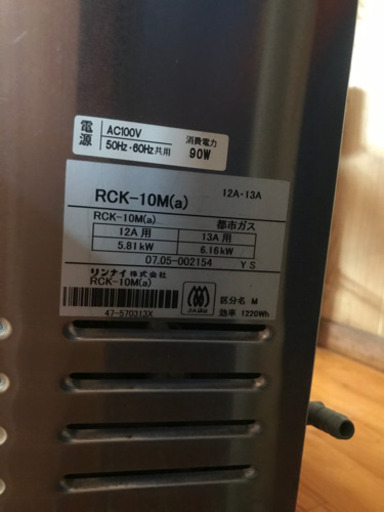 電源
AC100V
50Hz・60Hz共用
消費電力
90W
RCK-10M(a) 12A・13A
RCK-10M(a) 都市ガス
12A用 13A用
5.81kW 6.16kW
07.05-002154 YS
リンナイ株式会社
RCK-10M(a)
区分名 M
47-570313X 効率 1220Wh